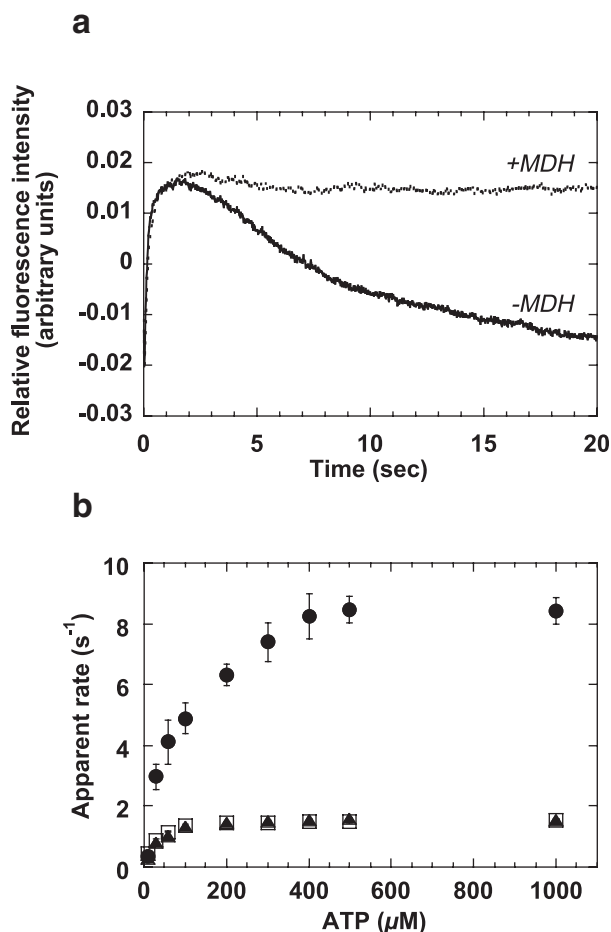 a
Relative fluorescence intensity
(arbitrary units)
0.03
0.02
0.01
0
-0.01
-0.02
-0.03
+MDH
-MDH
0 5 10 15 20
Time (sec)
b
Apparent rate (s⁻¹)
10
8
6
4
2
0
0 200 400 600 800 1000
ATP (µM)